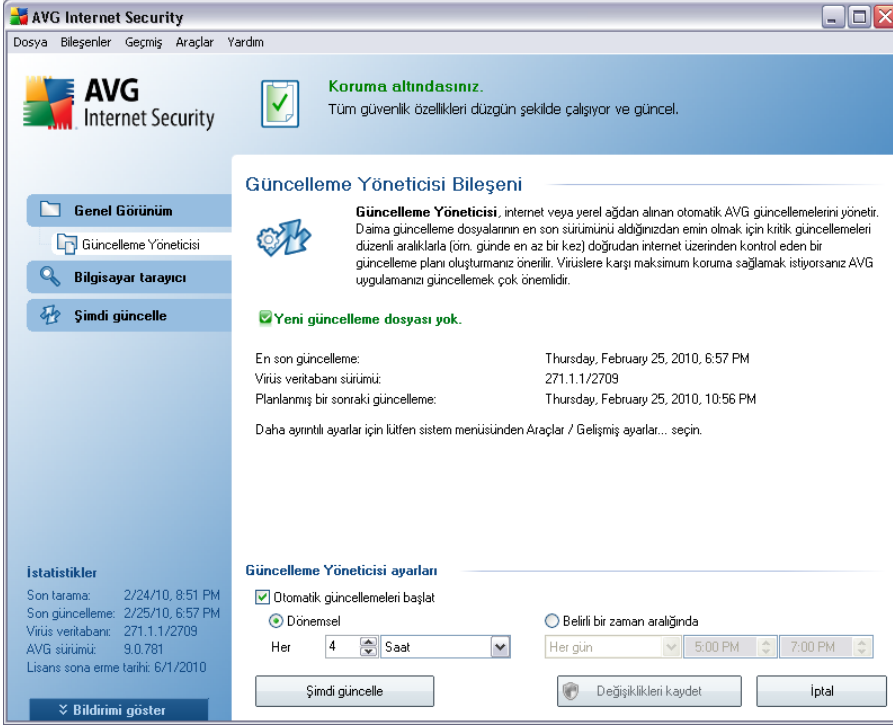 AVG Internet Security
Dosya Bileşenler Geçmiş Araçlar Yardım
AVG
Internet Security
Koruma altındasınız.
Tüm güvenlik özellikleri düzgün şekilde çalışıyor ve güncel.
Genel Görünüm
Güncelleme Yöneticisi
Bilgisayar tarayıcı
Şimdi güncelle
Güncelleme Yöneticisi Bileşeni
Güncelleme Yöneticisi, internet veya yerel ağdan alınan otomatik AVG güncellemelerini yönetir.
Daima güncelleme dosyalarının en son sürümünü aldığınızdan emin olmak için kritik güncellemeleri
düzenli aralıklarla (örn. günde en az bir kez) doğrudan internet üzerinden kontrol eden bir
güncelleme planı oluşturmanız önerilir. Virüslere karşı maksimum koruma sağlamak istiyorsanız AVG
uygulamanızı güncellemek çok önemlidir.
Yeni güncelleme dosyası yok.
En son güncelleme: Thursday, February 25, 2010, 6:57 PM
Virüs veritabanı sürümü: 271.1.1/2709
Planlanmış bir sonraki güncelleme: Thursday, February 25, 2010, 10:56 PM
Daha ayrıntılı ayarlar için lütfen sistem menüsünden Araçlar / Gelişmiş ayarlar... seçin.
İstatistikler
Son tarama: 2/24/10, 8:51 PM
Son güncelleme: 2/25/10, 6:57 PM
Virüs veritabanı: 271.1.1/2709
AVG sürümü: 9.0.781
Lisans sona erme tarihi: 6/1/2010
Bildirimi göster
Güncelleme Yöneticisi ayarları
Otomatik güncellemeleri başlat
Dönemsel
Belirli bir zaman aralığında
Her 4 Saat
Her gün 5:00 PM 7:00 PM
Şimdi güncelle
Değişiklikleri kaydet
İptal